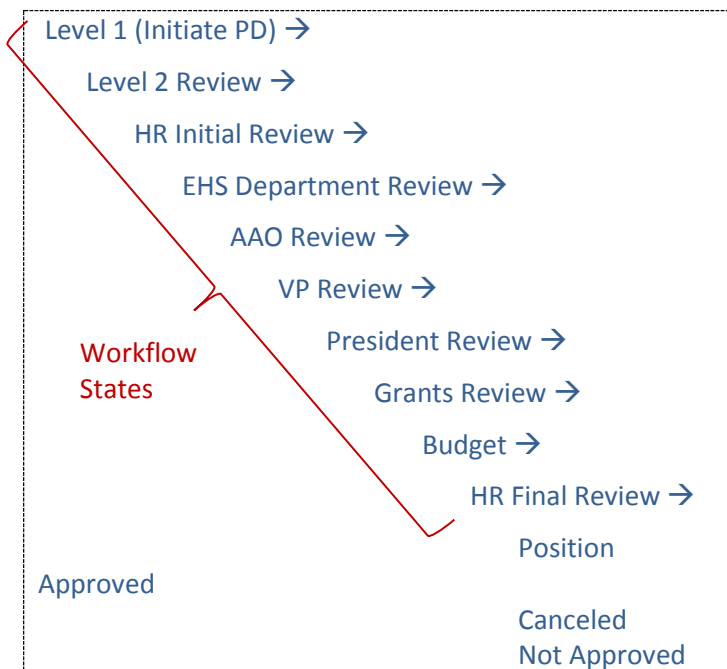 Level 1 (Initiate PD) →
Level 2 Review →
HR Initial Review →
EHS Department Review →
AAO Review →
VP Review →
President Review →
Workflow
States
Grants Review →
Budget →
HR Final Review →
Position
Approved
Canceled
Not Approved